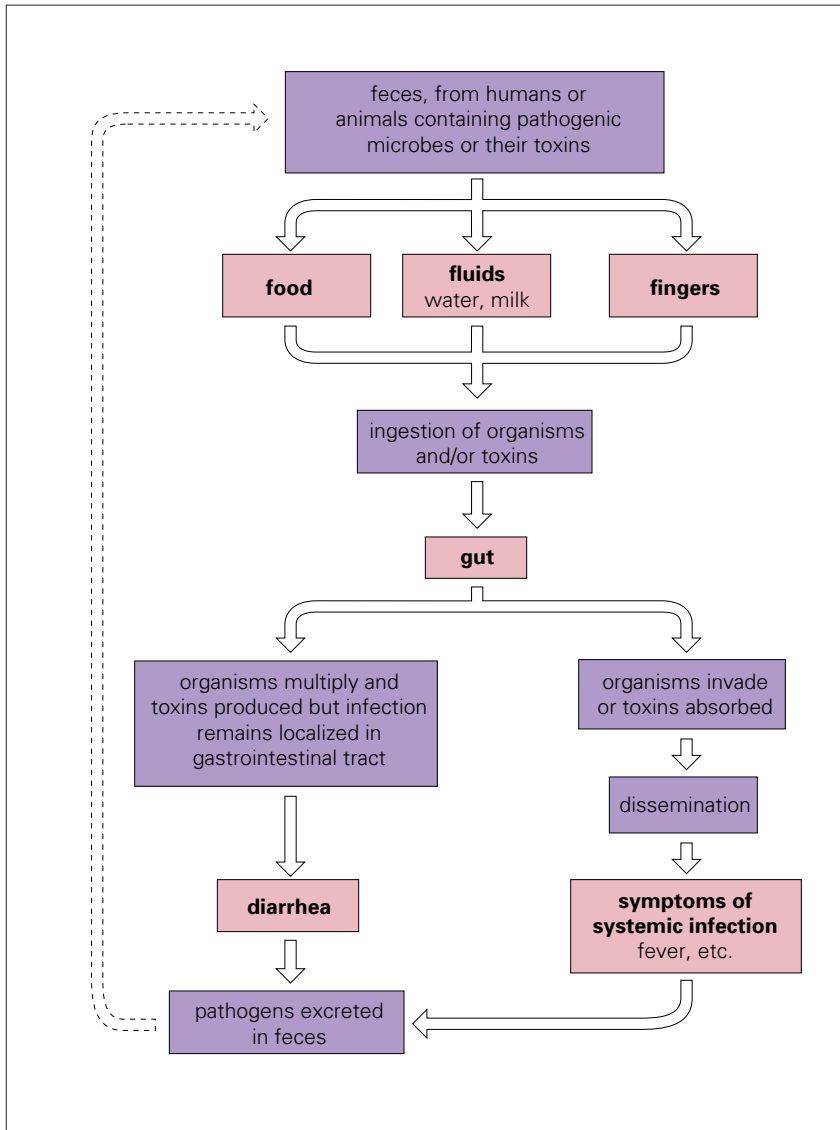 feces, from humans or
animals containing pathogenic
microbes or their toxins
food
fluids
water, milk
fingers
ingestion of organisms
and/or toxins
gut
organisms multiply and
toxins produced but infection
remains localized in
gastrointestinal tract
organisms invade
or toxins absorbed
dissemination
diarrhea
symptoms of
systemic infection
fever, etc.
pathogens excreted
in feces